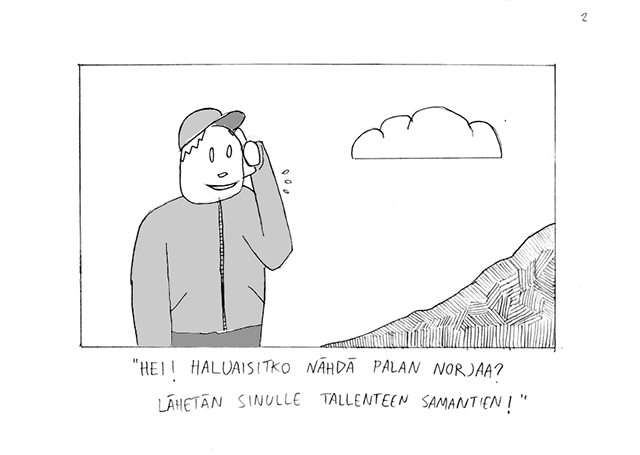 2
"HEI! HALUAISITKO NÄHDÄ PALAN NORJAA?
LÄHETÄN SINULLE TALLENTEEN SAMANTIEN!"